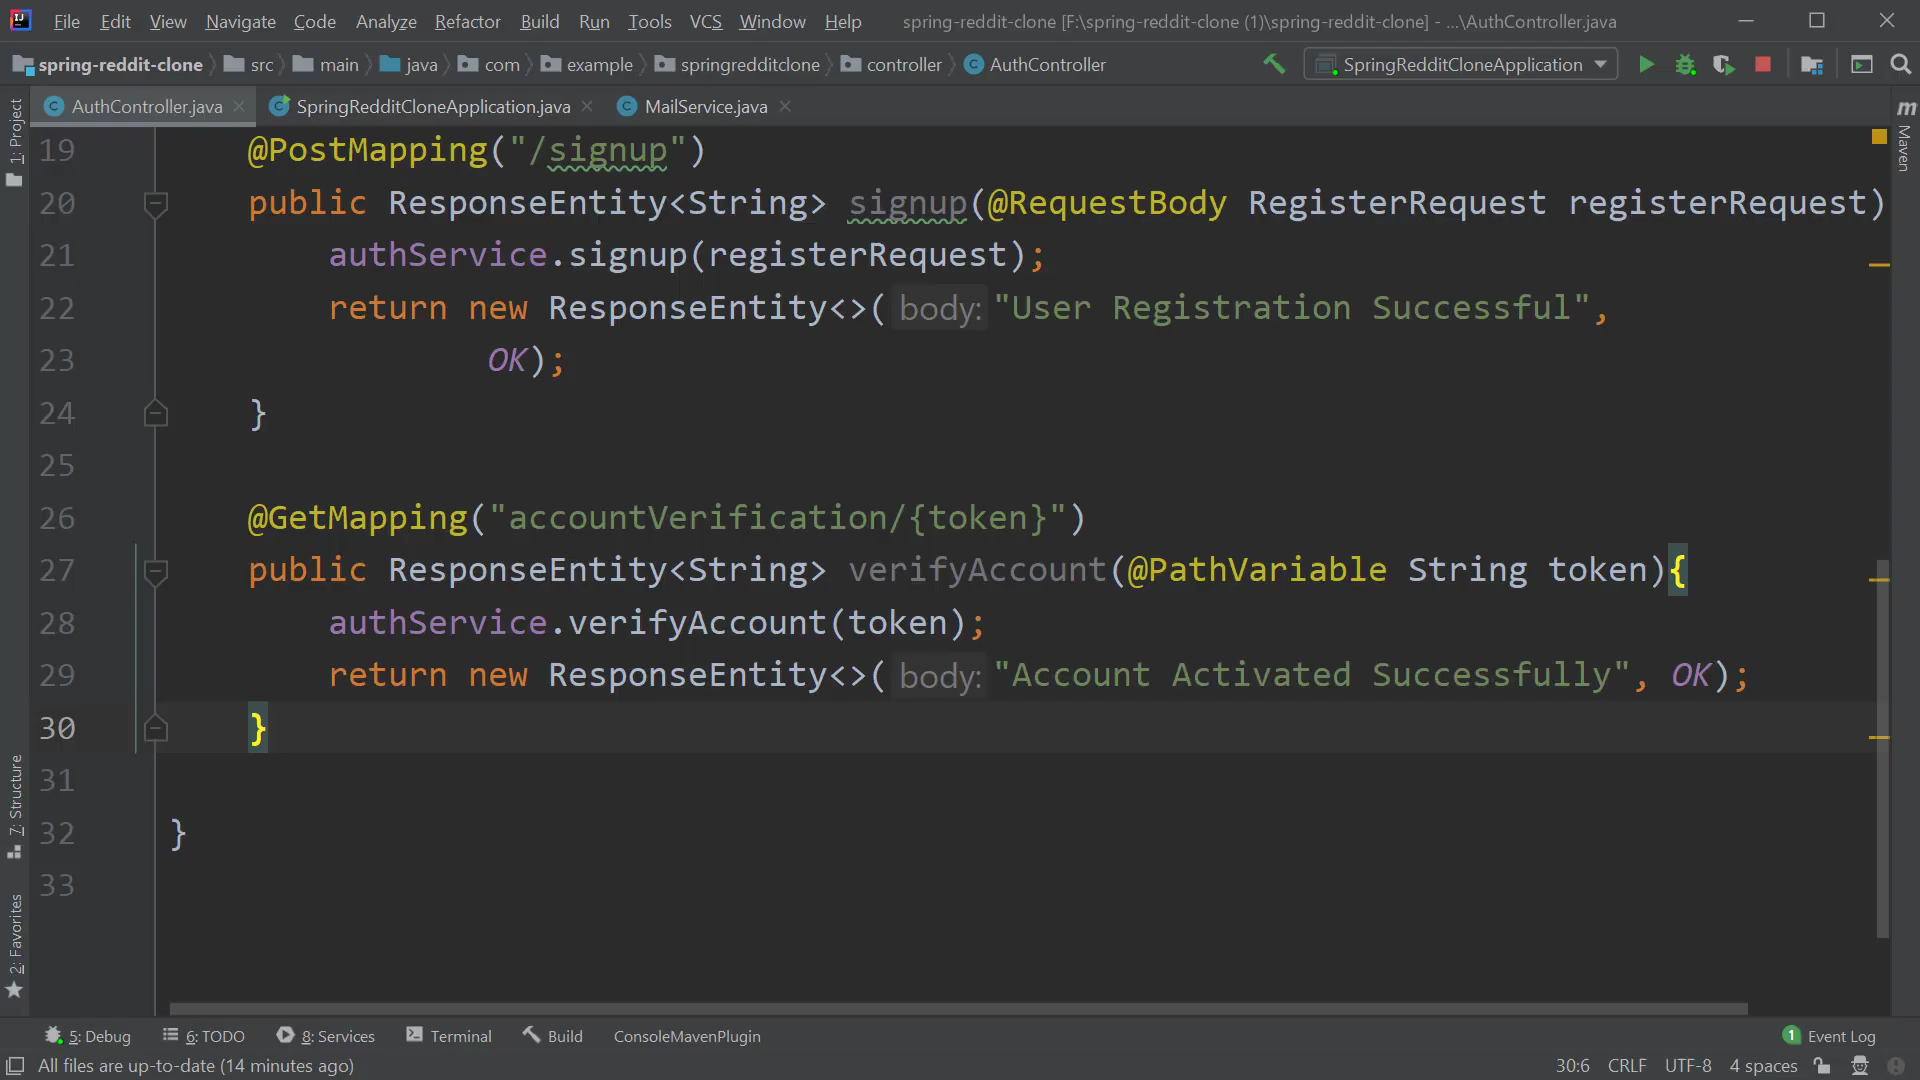 File Edit View Navigate Code Analyze Refactor Build Run Tools VCS Window Help spring-reddit-clone [F:\spring-reddit-clone (1)\spring-reddit-clone] - ...\AuthController.java
spring-reddit-clone src main java com example springredditclone controller AuthController SpringRedditCloneApplication
AuthController.java SpringRedditCloneApplication.java MailService.java
1: Project
7: Structure
2: Favorites
19 @PostMapping("/signup")
20 public ResponseEntity<String> signup(@RequestBody RegisterRequest registerRequest)
21 authService.signup(registerRequest);
22 return new ResponseEntity<>( body: "User Registration Successful",
23 OK);
24 }
25
26 @GetMapping("accountVerification/{token}")
27 public ResponseEntity<String> verifyAccount(@PathVariable String token){
28 authService.verifyAccount(token);
29 return new ResponseEntity<>( body: "Account Activated Successfully", OK);
30 }
31
32 }
33
m Maven
5: Debug 6: TODO 8: Services Terminal Build ConsoleMavenPlugin 1 Event Log
All files are up-to-date (14 minutes ago) 30:6 CRLF UTF-8 4 spaces